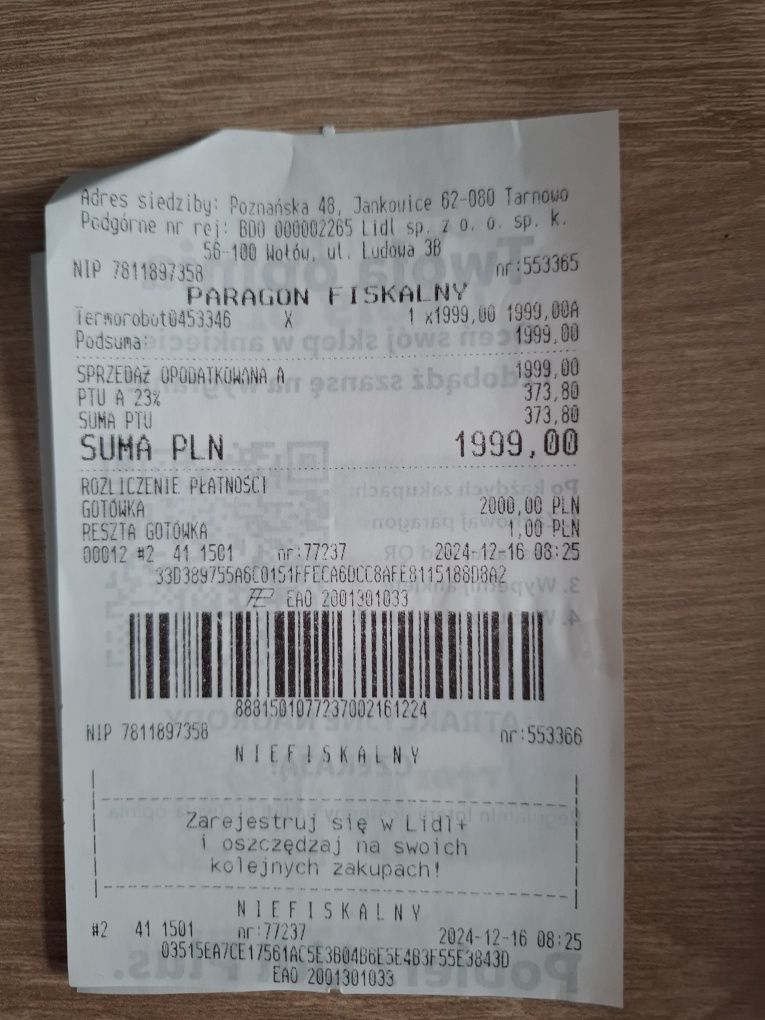 Adres siedziby: Poznańska 48, Jankowice 62-080 Tarnowo
Podgórne nr rej: BDO 000002265 Lidl sp. z o. o. sp. k.
56-100 Wołów, ul. Ludowa 3B
NIP 7811897358 nr:553365
PARAGON FISKALNY
Termorobot0453346 X 1 x1999,00 1999,00A
Podsuma: 1999,00
SPRZEDAŻ OPODATKOWANA A 1999,00
PTU A 23% 373,80
SUMA PTU 373,80
SUMA PLN 1999,00
ROZLICZENIE PŁATNOŚCI
GOTÓWKA 2000,00 PLN
RESZTA GOTÓWKA 1,00 PLN
00012 #2 41 1501 nr:77237 2024-12-16 08:25
33D389755A6C0151FFECA6DCC8AFE8115188D8A2
EAO 2001301033
8881501077237002161224
NIP 7811897358 nr:553366
NIEFISKALNY
Zarejestruj się w Lidl+
i oszczędzaj na swoich
kolejnych zakupach!
NIEFISKALNY
#2 41 1501 nr:77237 2024-12-16 08:25
03515EA7CE17561AC5E3B04B6E5E4B3F55E3843D
EAO 2001301033